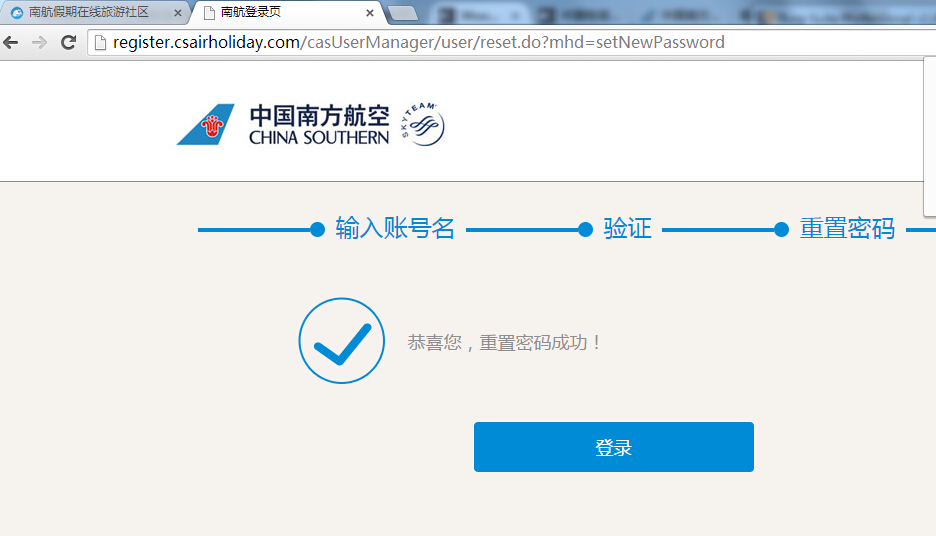 南航假期在线旅游社区
南航登录页
register.csairholiday.com/casUserManager/user/reset.do?mhd=setNewPassword
中国南方航空
CHINA SOUTHERN
SKYTEAM
输入账号名
验证
重置密码
恭喜您，重置密码成功！
登录